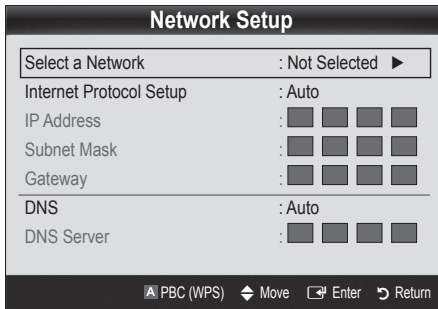 Network Setup
Select a Network : Not Selected ►
Internet Protocol Setup : Auto
IP Address :
Subnet Mask :
Gateway :
DNS : Auto
DNS Server :
A PBC (WPS) Move Enter Return